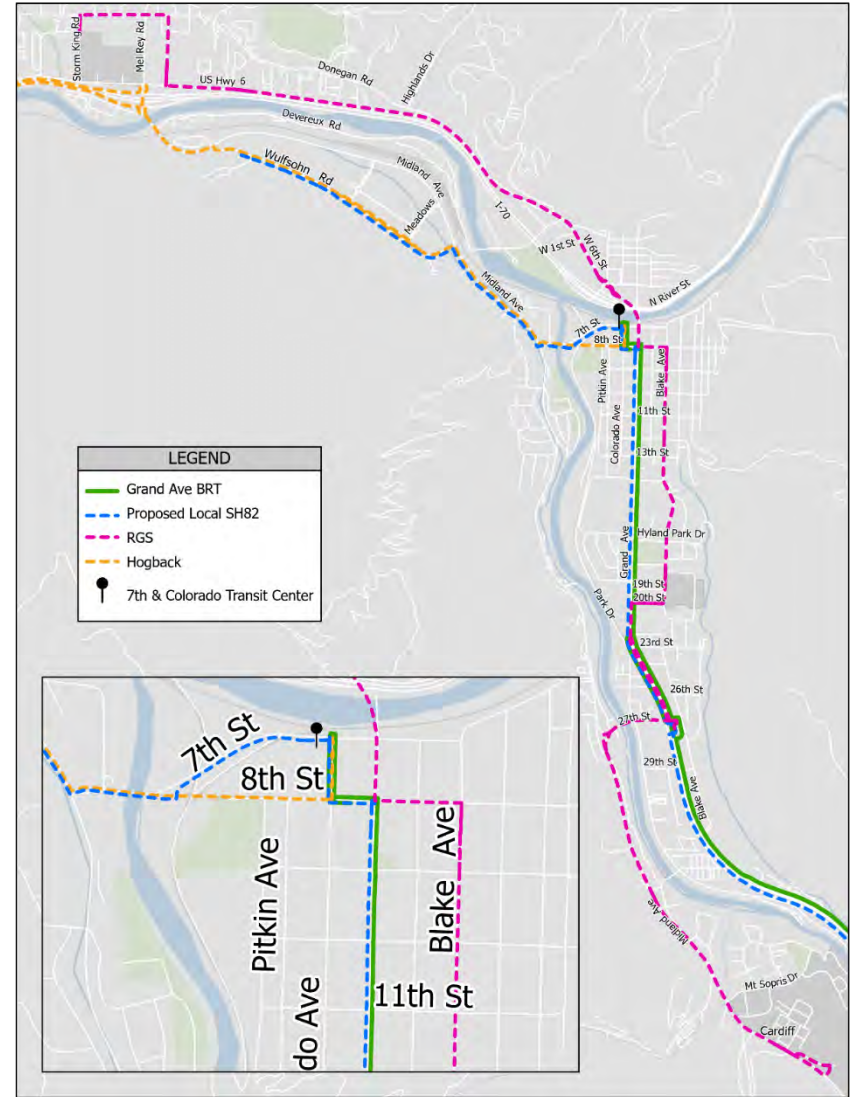 Storm King Rd
Mel Rey Rd
US Hwy 6
Donegan Rd
Highlands Dr
Devereux Rd
Wulfsohn Rd
Midland Ave
Meadows
I-70
W 1st St
W 6th St
N River St
Midland Ave
7th St
8th St
Pitkin Ave
Colorado Ave
Blake Ave
11th St
13th St
Hyland Park Dr
Grand Ave
19th St
20th St
Park Dr
23rd St
26th St
27th St
29th St
Blake Ave
Midland Ave
Mt Sopris Dr
Cardiff
LEGEND
Grand Ave BRT
Proposed Local SH82
RGS
Hogback
7th & Colorado Transit Center
7th St
8th St
Pitkin Ave
do Ave
Blake Ave
11th St